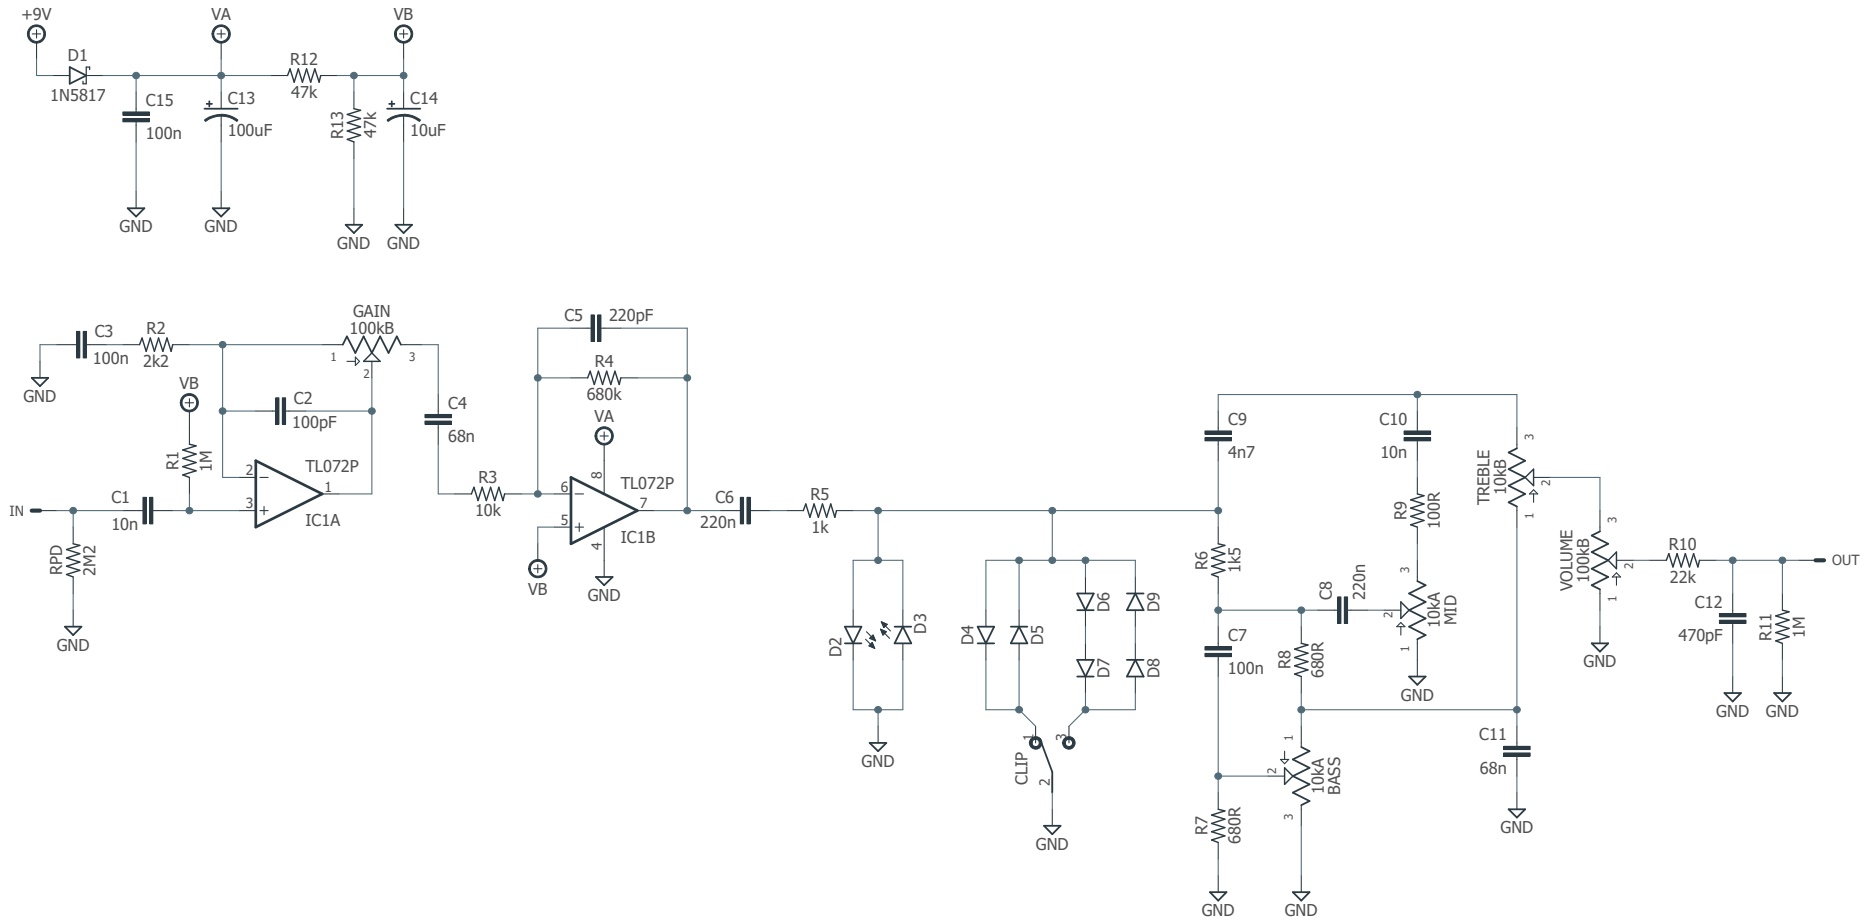 +9V
VA
VB
D1
1N5817
C15
100n
C13
100uF
R12
47k
R13
47k
C14
10uF
GND
GND
GND
GND
GAIN
100kB
1
2
3
C3
100n
R2
2k2
GND
VB
C2
100pF
R1
1M
TL072P
2
3
1
IC1A
IN
C1
10n
RPD
2M2
GND
C4
68n
R3
10k
C5
220pF
R4
680k
VA
8
TL072P
6
5
7
4
IC1B
VB
GND
C6
220n
R5
1k
D2
D3
GND
D4
D5
D6
D9
D7
D8
CLIP
1
3
2
GND
C9
4n7
C10
10n
R9
100R
R6
1k5
C8
220n
3
2
1
10kA
MID
GND
C7
100n
R8
680R
1
2
3
10kA
BASS
R7
680R
GND
GND
TREBLE
10kB
3
2
1
C11
68n
GND
VOLUME
100kB
3
2
1
GND
R10
22k
C12
470pF
R11
1M
OUT
GND
GND